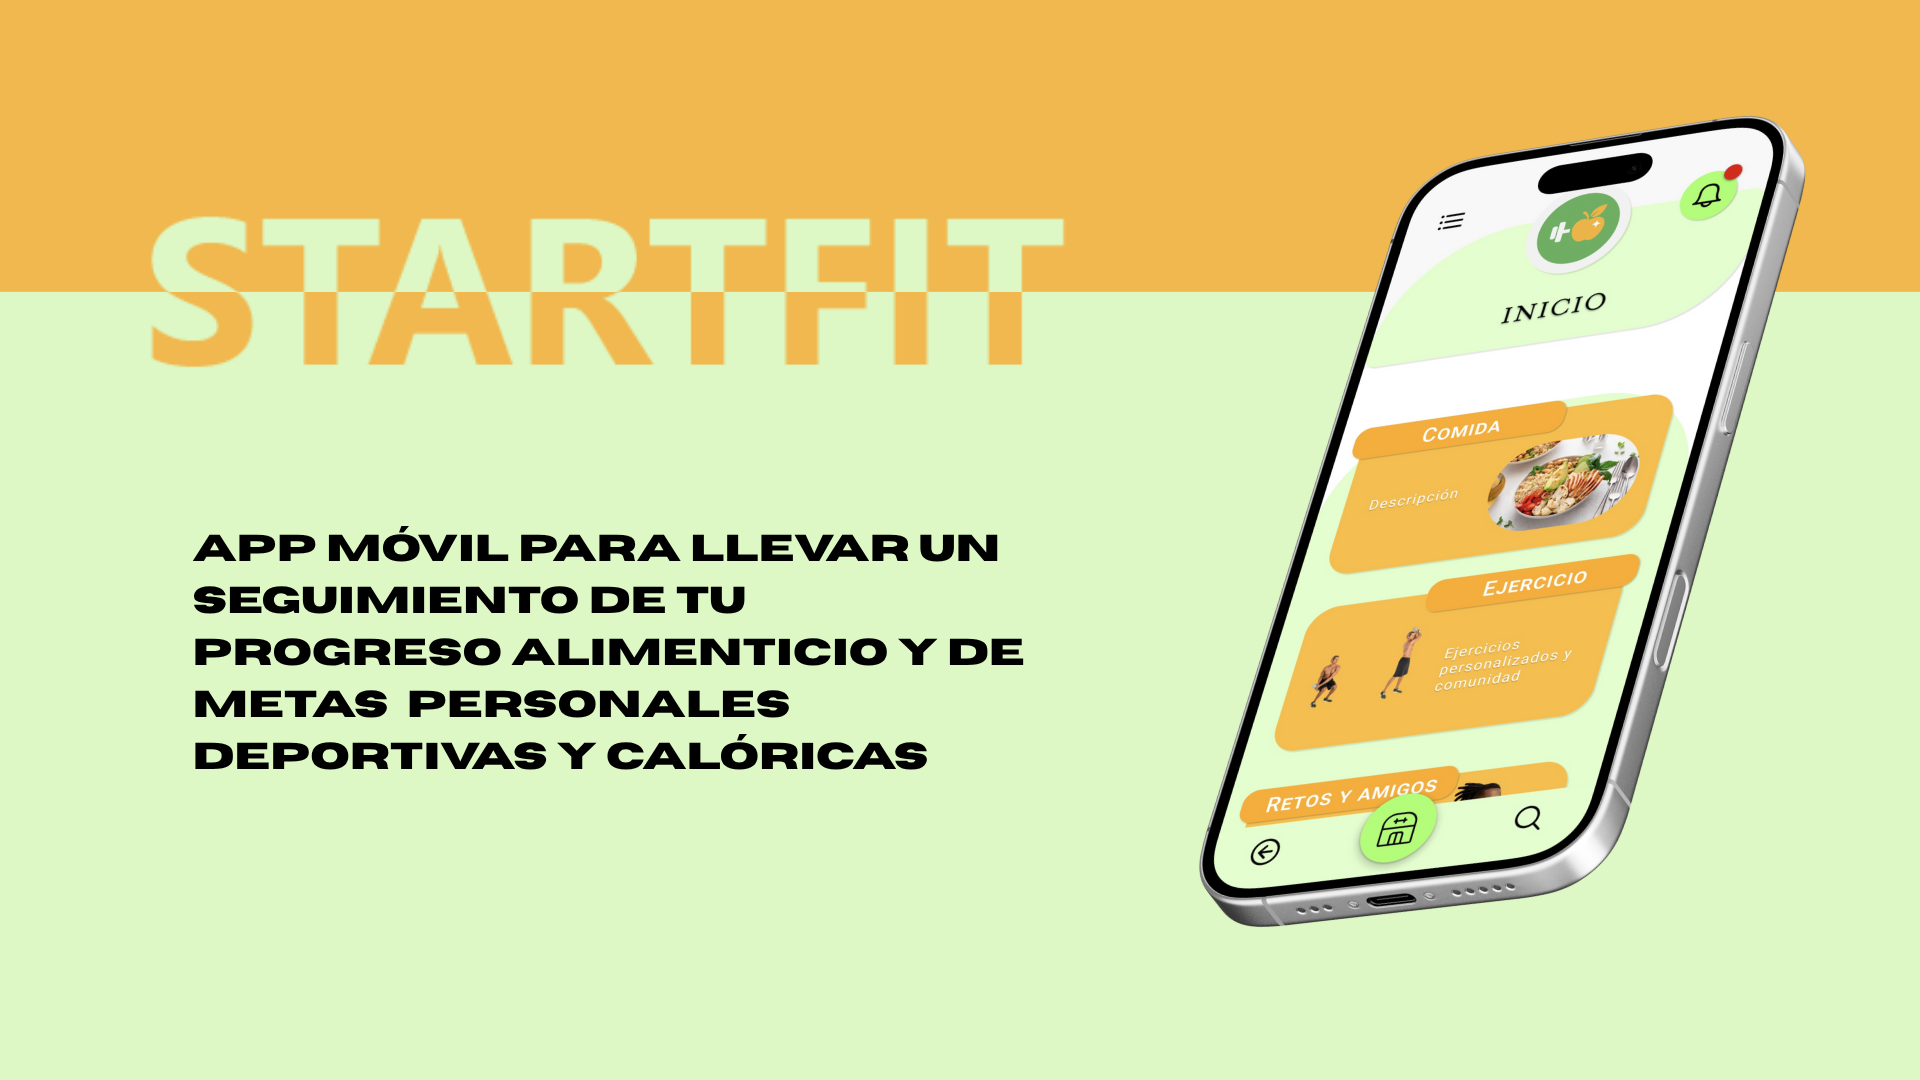 STARTFIT
APP MÓVIL PARA LLEVAR UN
SEGUIMIENTO DE TU
PROGRESO ALIMENTICIO Y DE
METAS  PERSONALES
DEPORTIVAS Y CALÓRICAS
INICIO
COMIDA
Descripción
EJERCICIO
Ejercicios
personalizados y
comunidad
RETOS Y AMIGOS